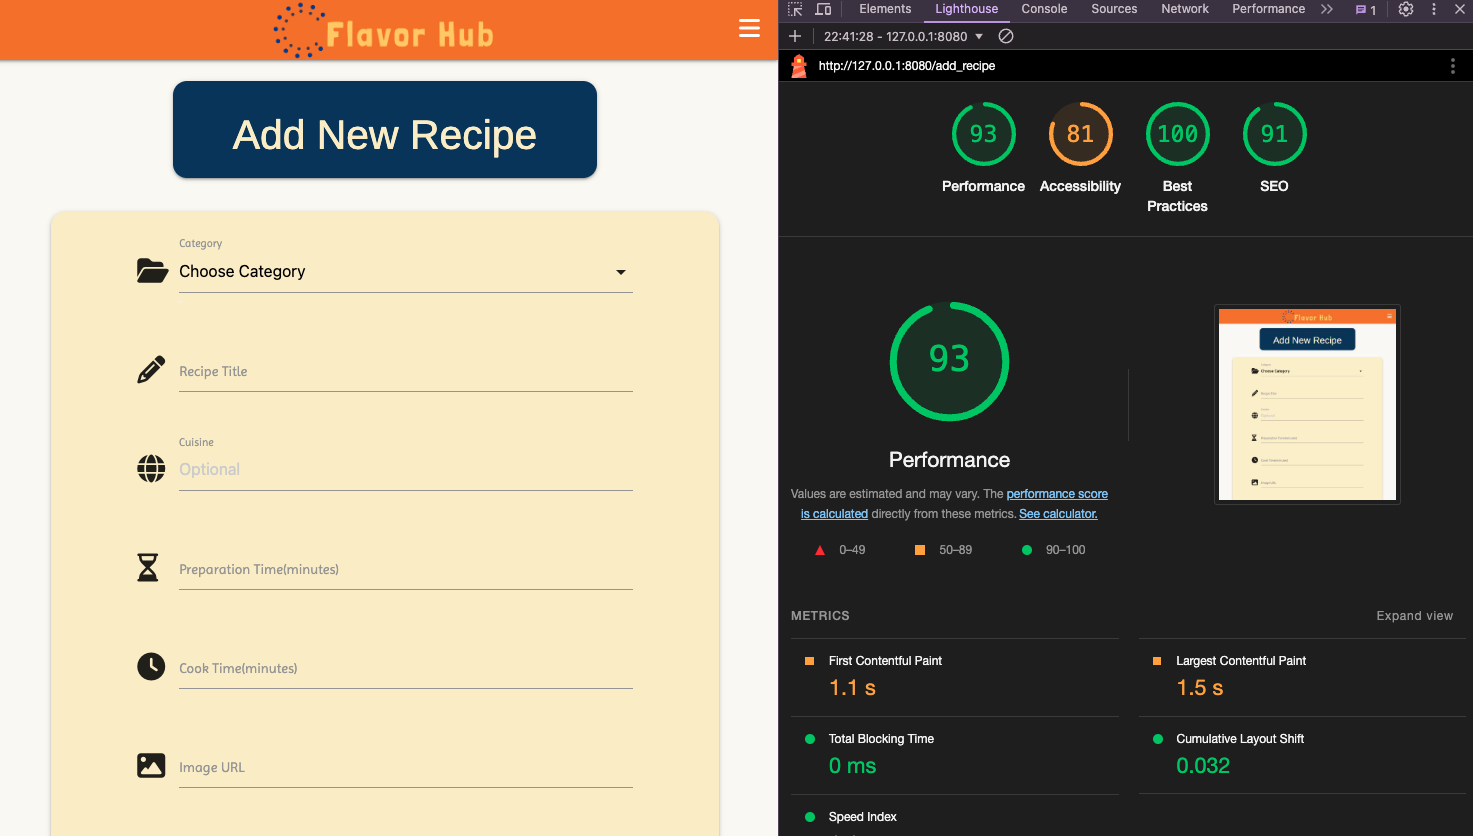 Flavor Hub
Add New Recipe
Category
Choose Category
Recipe Title
Cuisine
Optional
Preparation Time(minutes)
Cook Time(minutes)
Image URL
Elements Lighthouse Console Sources Network Performance 1
22:41:28 - 127.0.0.1:8080
http://127.0.0.1:8080/add_recipe
93 81 100 91
Performance Accessibility Best Practices SEO
93
Performance
Values are estimated and may vary. The performance score
is calculated directly from these metrics. See calculator.
0–49 50–89 90–100
Flavor Hub
Add New Recipe
Choose Category
METRICS Expand view
First Contentful Paint
1.1 s
Largest Contentful Paint
1.5 s
Total Blocking Time
0 ms
Cumulative Layout Shift
0.032
Speed Index